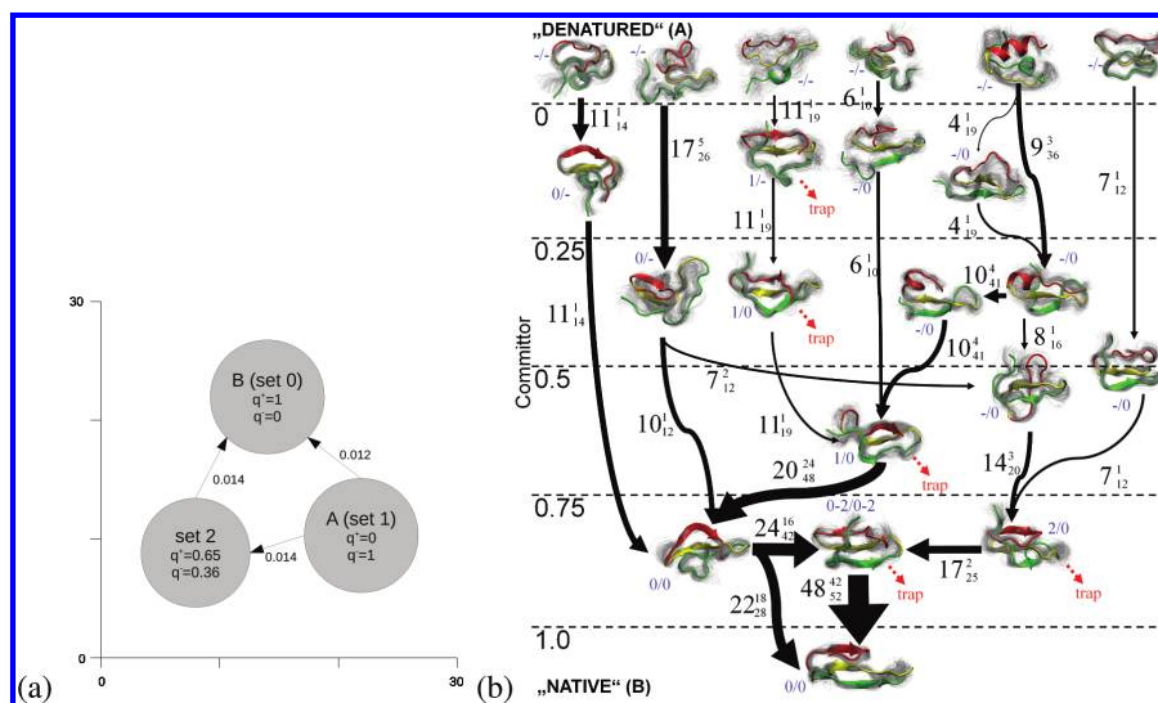 „DENATURED“ (A)
-/- -/- -/- -/- -/- -/-
0
11 1 14
17 5 26
11 1 19
6 1 10
4 1 19
9 3 36
7 1 12
0/-
1/-
trap
-/0
-/0
11 1 19
4 1 19
0.25
0/-
1/0
trap
6 1 10
-/0
10 4 41
-/0
11 1 14
10 4 41
8 1 16
Committor
0.5
7 2 12
-/0
-/0
10 1 12
11 1 19
1/0
trap
20 24 48
14 3 20
7 1 12
0.75
0-2/0-2
2/0
24 16 42
17 2 25
0/0
trap
trap
22 18 28
48 42 52
1.0
0/0
„NATIVE“ (B)
(b)
30
B (set 0)
q⁺=1
q⁻=0
0.014
0.012
set 2
q⁺=0.65
q⁻=0.36
A (set 1)
q⁺=0
q⁻=1
0.014
0
0 30
(a)